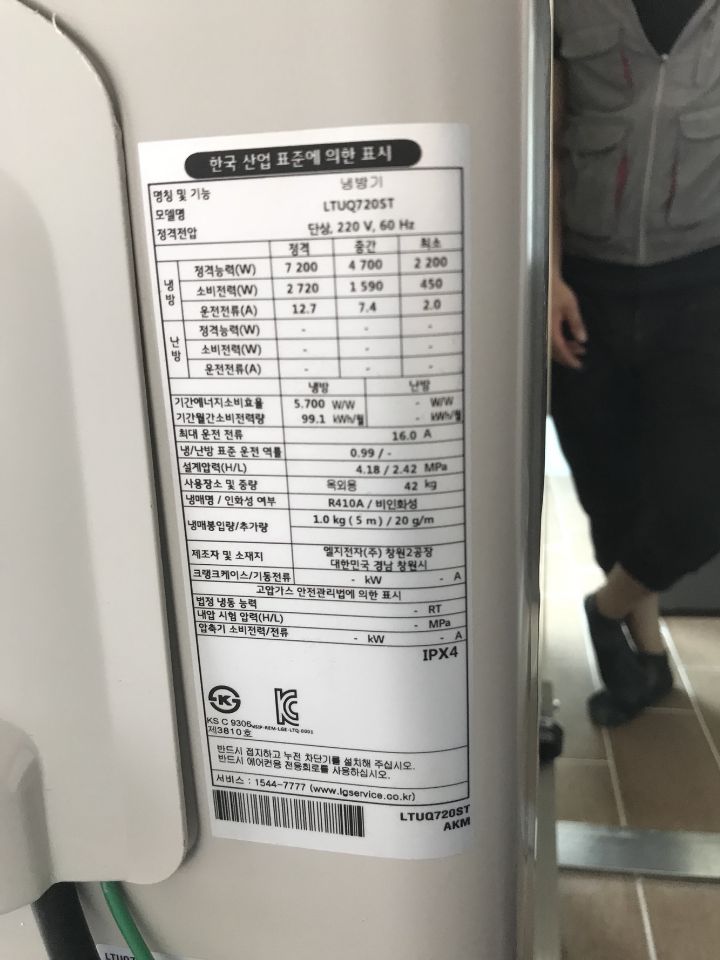 한국 산업 표준에 의한 표시
명칭 및 기능 냉방기
모델명 LTUQ720ST
정격전압 단상, 220 V, 60 Hz
정격 중간 최소
냉방
정격능력(W) 7 200 4 700 2 200
소비전력(W) 2 720 1 590 450
운전전류(A) 12.7 7.4 2.0
난방
정격능력(W) - - -
소비전력(W) - - -
운전전류(A) - - -
냉방 난방
기간에너지소비효율 5.700 W/W - W/W
기간월간소비전력량 99.1 kWh/월 - kWh/월
최대 운전 전류 16.0 A
냉/난방 표준 운전 역률 0.99 / -
설계압력(H/L) 4.18 / 2.42 MPa
사용장소 및 중량 옥외용 42 kg
냉매명 / 인화성 여부 R410A / 비인화성
냉매봉입량/추가량 1.0 kg ( 5 m) / 20 g/m
제조자 및 소재지 엘지전자(주) 창원2공장
대한민국 경남 창원시
크랭크케이스/기동전류 - kW - A
고압가스 안전관리법에 의한 표시
법정 냉동 능력 - RT
내압 시험 압력(H/L) - MPa
압축기 소비전력/전류 - kW - A
IPX4
KS C 9306
제3810호
MSIP-REM-LGE-LTQ-0001
반드시 접지하고 누전 차단기를 설치해 주십시오.
반드시 에어컨용 전용회로를 사용하십시오.
서비스 : 1544-7777 (www.lgservice.co.kr)
LTUQ720ST
AKM